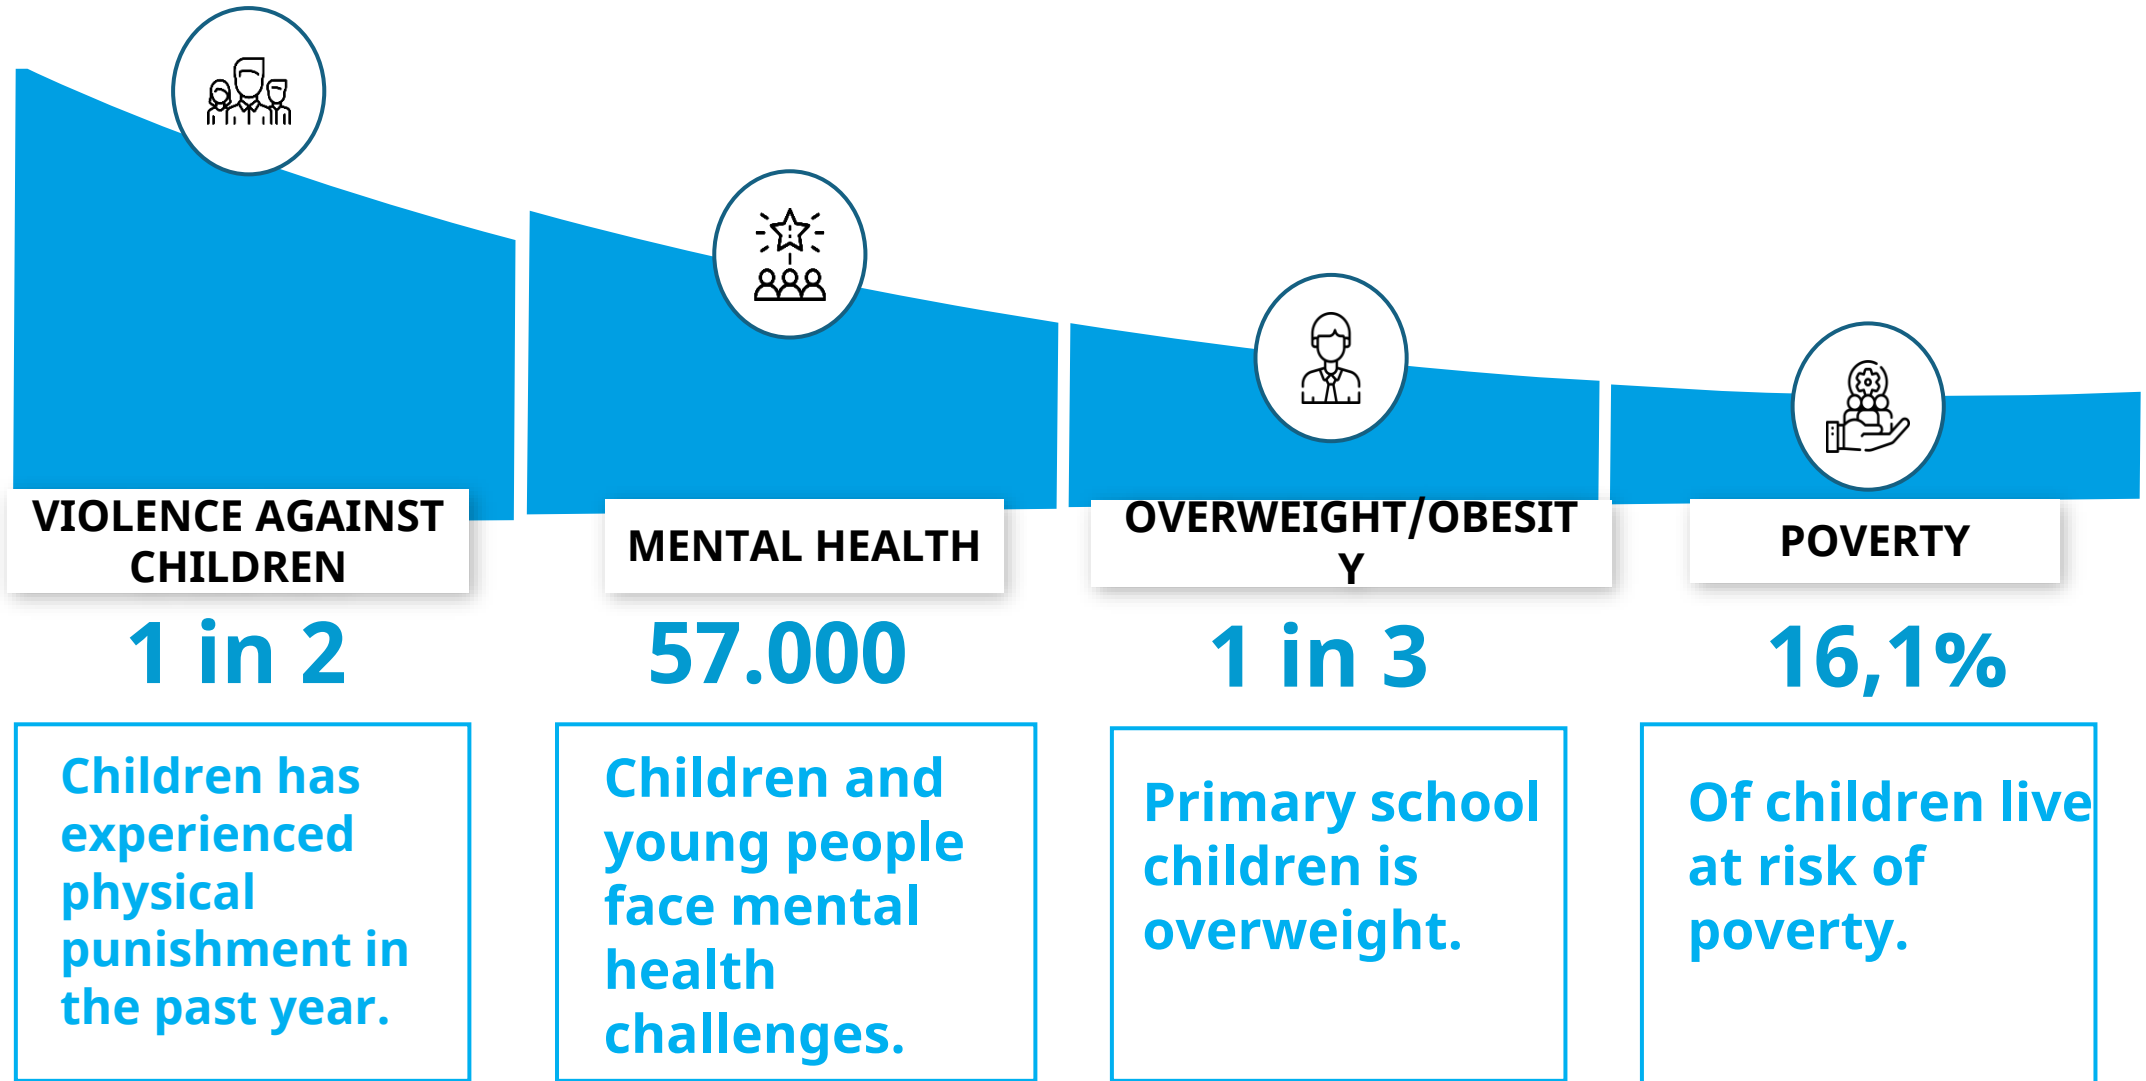 VIOLENCE AGAINST
CHILDREN
1 in 2
Children has
experienced
physical
punishment in
the past year.
MENTAL HEALTH
57.000
Children and
young people
face mental
health
challenges.
OVERWEIGHT/OBESIT
Y
1 in 3
Primary school
children is
overweight.
POVERTY
16,1%
Of children live
at risk of
poverty.